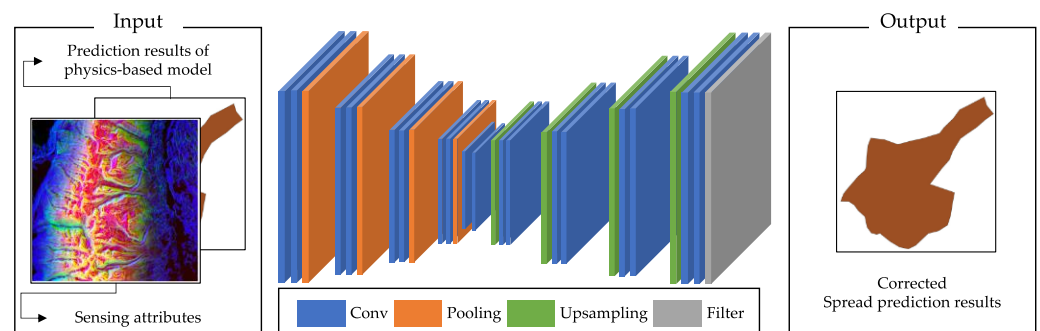 Input
Prediction results of
physics-based model
Sensing attributes
Conv
Pooling
Upsampling
Filter
Output
Corrected
Spread prediction results